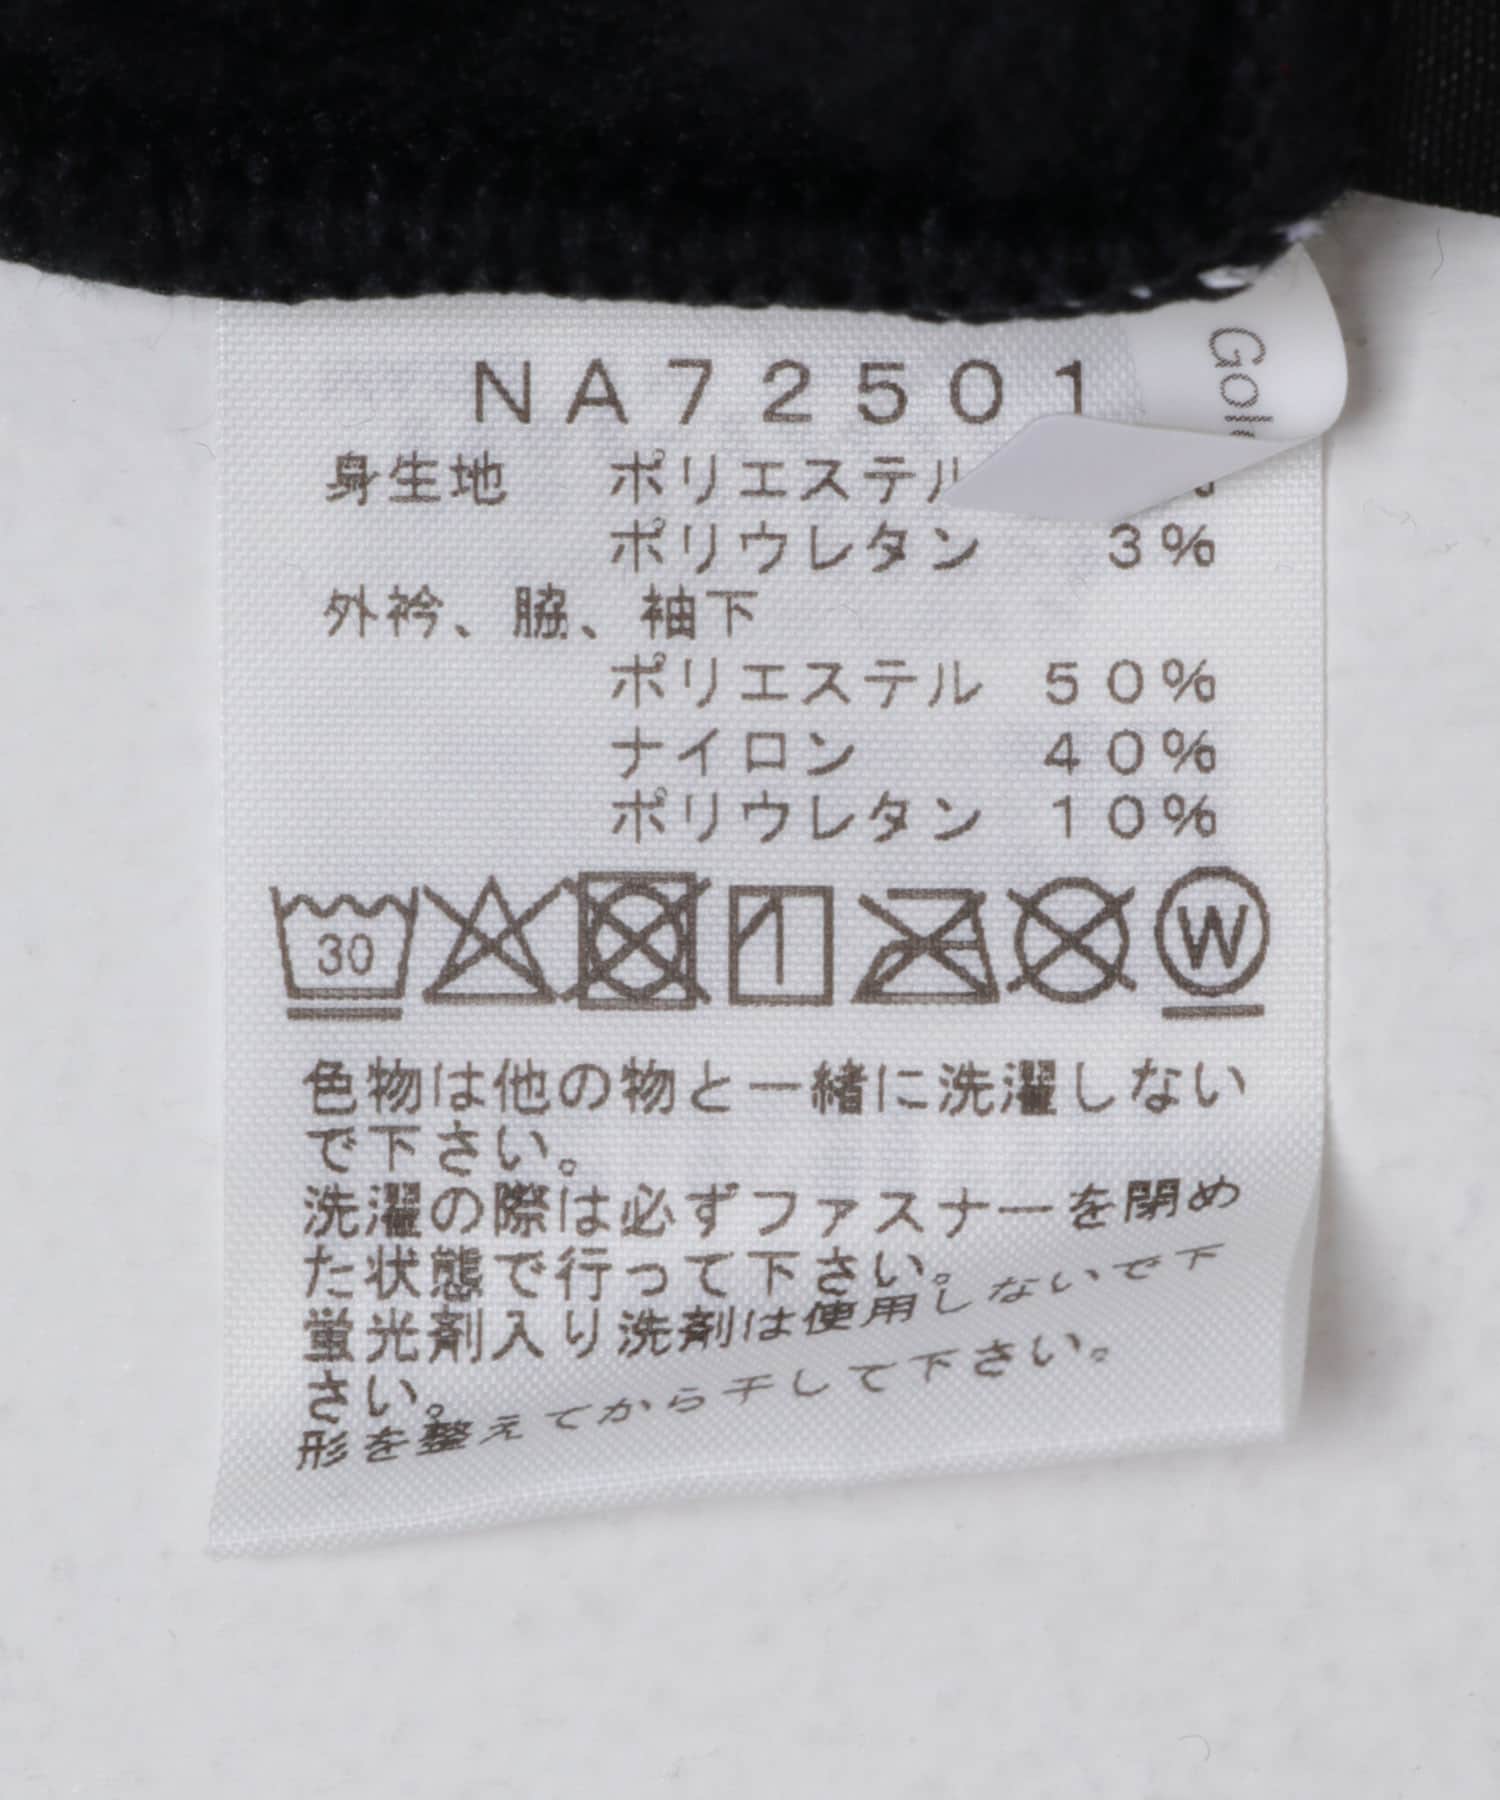 NA72501
Gol
身生地 ポリエステル %
ポリウレタン 3%
外衿、脇、袖下
ポリエステル 50%
ナイロン 40%
ポリウレタン 10%
30 W
色物は他の物と一緒に洗濯しない
で下さい。
洗濯の際は必ずファスナーを閉め
た状態で行って下さい。
蛍光剤入り洗剤は使用しないで下
さい。
形を整えてから干して下さい。